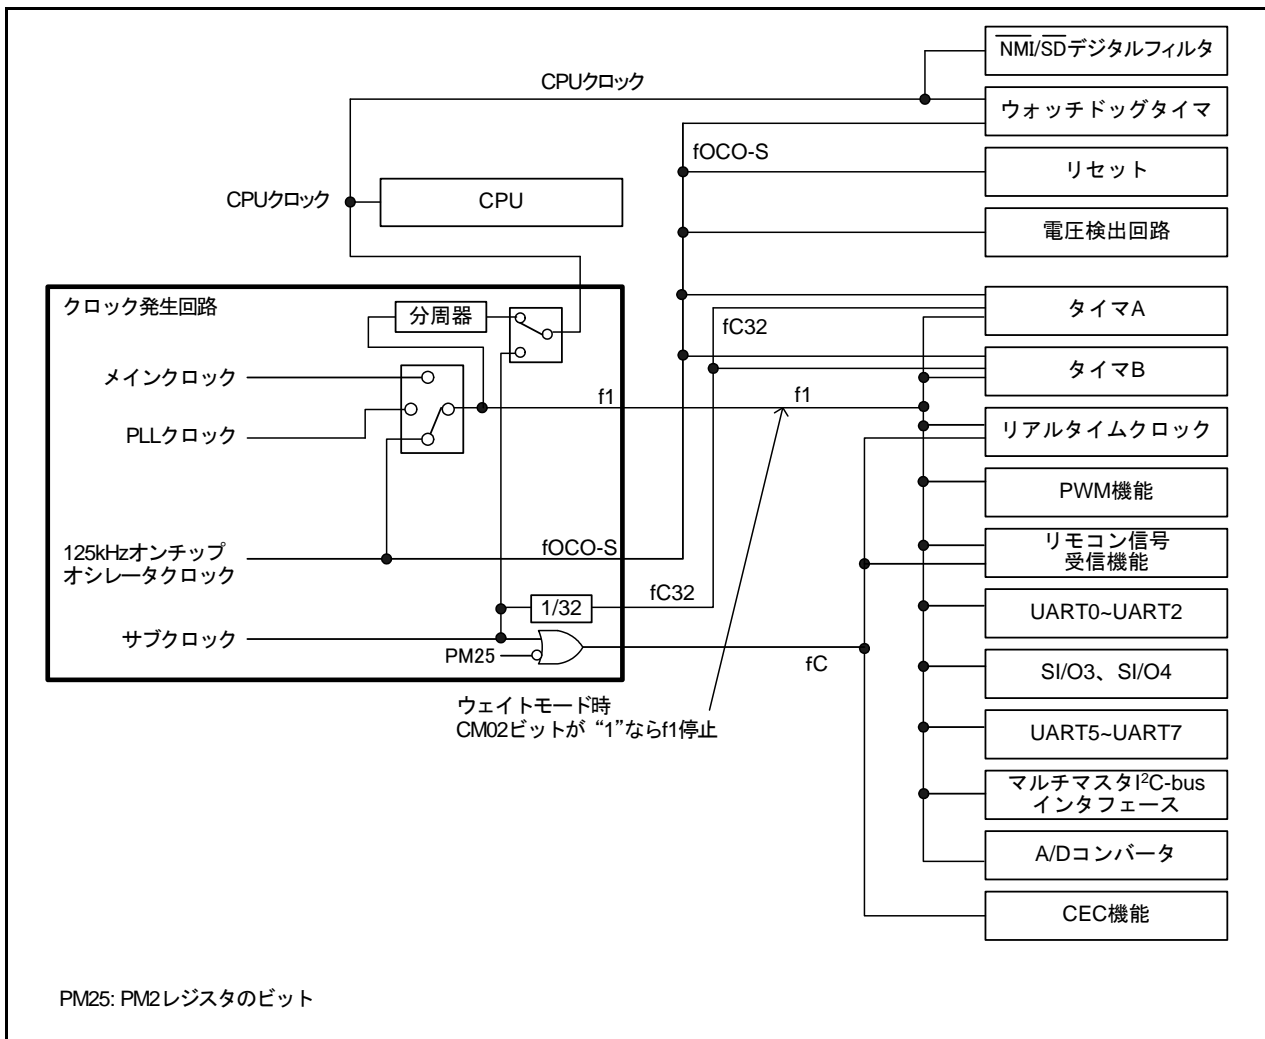 NMI/SDデジタルフィルタ
CPUクロック
ウォッチドッグタイマ
fOCO-S
リセット
CPUクロック
CPU
電圧検出回路
クロック発生回路
分周器
タイマA
fC32
メインクロック
タイマB
f1
f1
PLLクロック
リアルタイムクロック
PWM機能
125kHzオンチップ
オシレータクロック
fOCO-S
リモコン信号
受信機能
1/32
fC32
UART0~UART2
サブクロック
PM25
fC
SI/O3、SI/O4
ウェイトモード時
CM02ビットが “1”ならf1停止
UART5~UART7
マルチマスタI²C-bus
インタフェース
A/Dコンバータ
CEC機能
PM25: PM2レジスタのビット